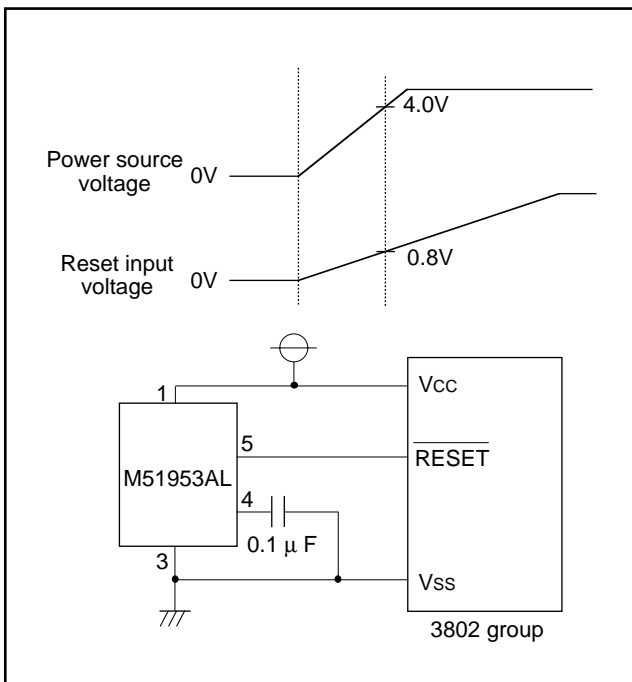 4.0V
Power source
voltage
0V
Reset input
voltage
0V
0.8V
1
VCC
5
RESET
M51953AL
4
0.1 μ F
3
VSS
3802 group